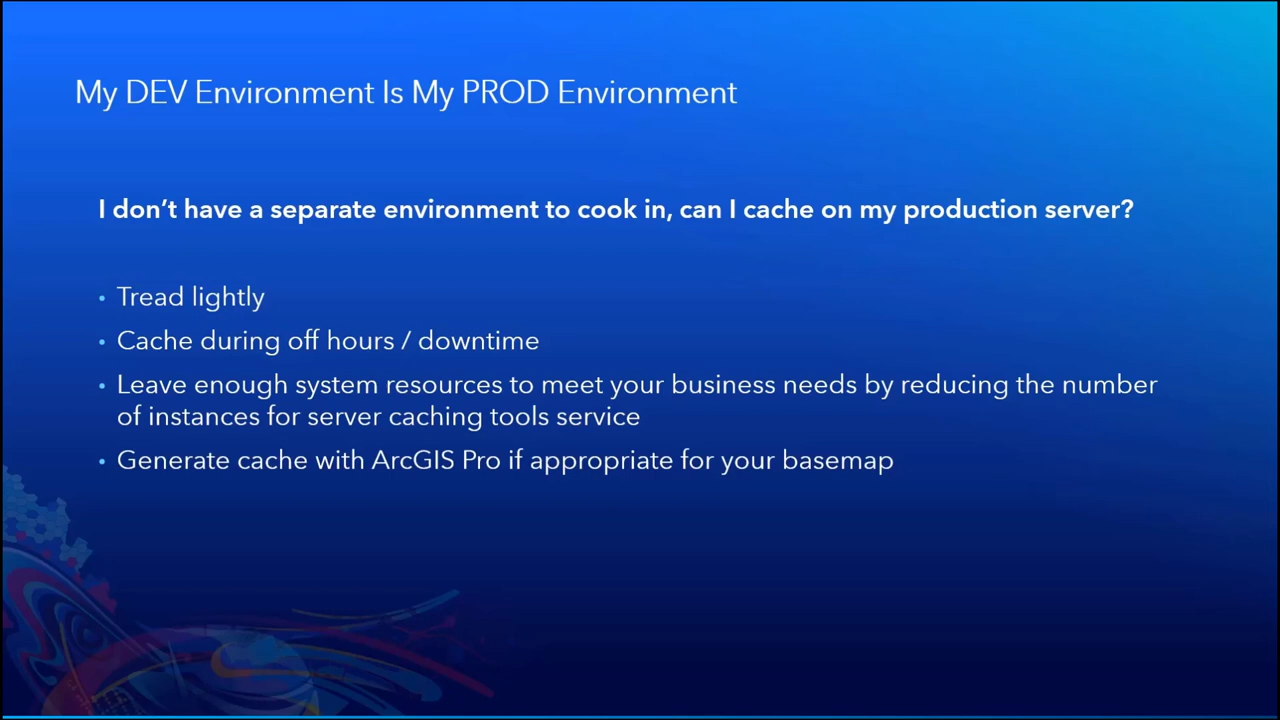 My DEV Environment Is My PROD Environment
I don’t have a separate environment to cook in, can I cache on my production server?
• Tread lightly
• Cache during off hours / downtime
• Leave enough system resources to meet your business needs by reducing the number
of instances for server caching tools service
• Generate cache with ArcGIS Pro if appropriate for your basemap